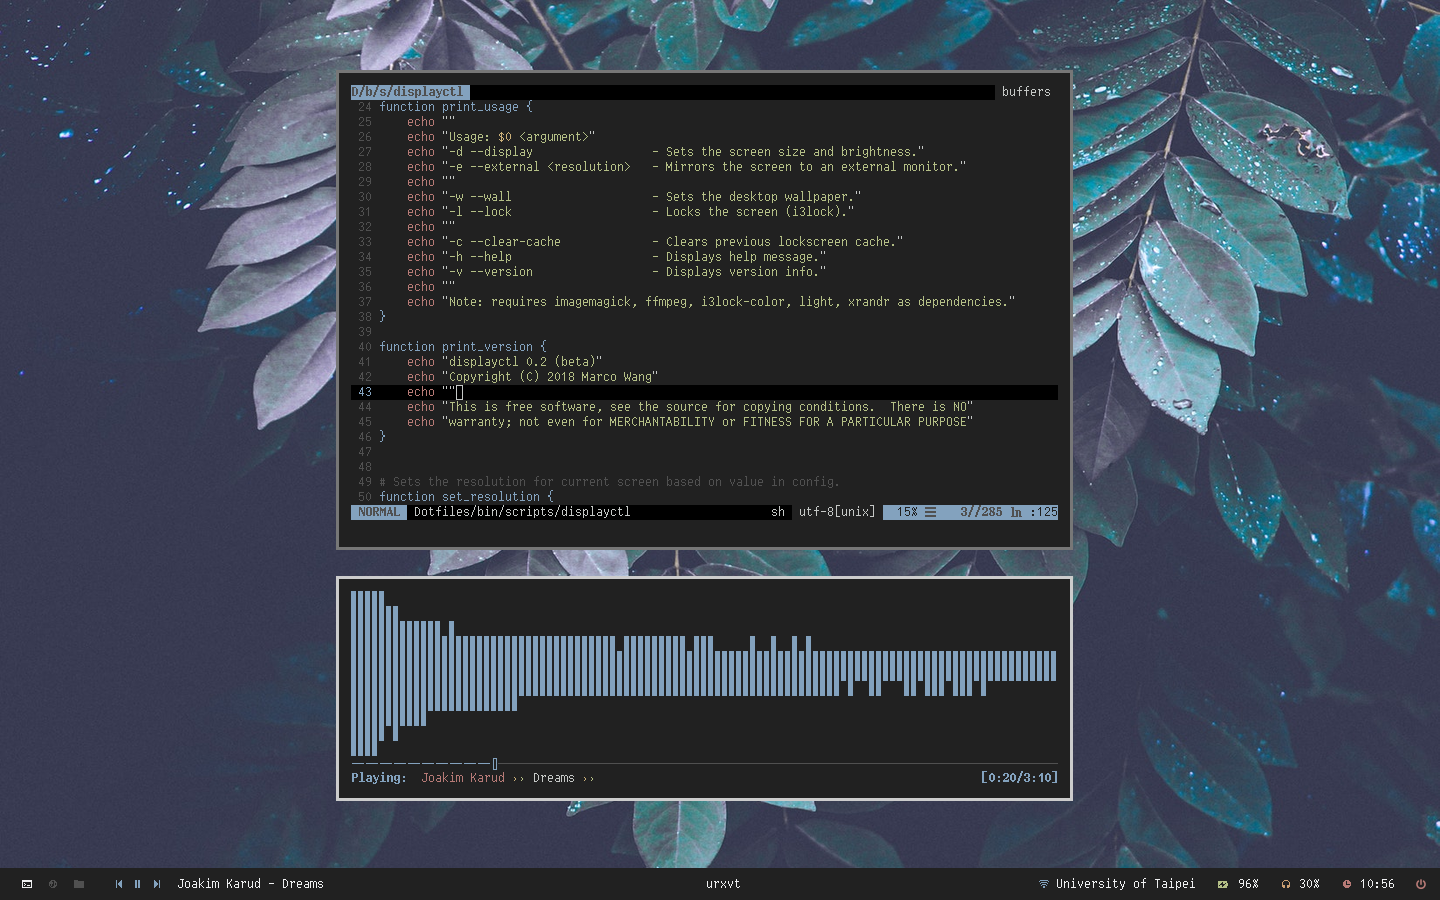 D/b/s/displayctl buffers
24 function print_usage {
25     echo ""
26     echo "Usage: $0 <argument>"
27     echo "-d --display                 - Sets the screen size and brightness."
28     echo "-e --external <resolution>   - Mirrors the screen to an external monitor."
29     echo ""
30     echo "-w --wall                    - Sets the desktop wallpaper."
31     echo "-l --lock                    - Locks the screen (i3lock)."
32     echo ""
33     echo "-c --clear-cache             - Clears previous lockscreen cache."
34     echo "-h --help                    - Displays help message."
35     echo "-v --version                 - Displays version info."
36     echo ""
37     echo "Note: requires imagemagick, ffmpeg, i3lock-color, light, xrandr as dependencies."
38 }
39
40 function print_version {
41     echo "displayctl 0.2 (beta)"
42     echo "Copyright (C) 2018 Marco Wang"
43     echo ""
44     echo "This is free software, see the source for copying conditions.  There is NO"
45     echo "warranty; not even for MERCHANTABILITY or FITNESS FOR A PARTICULAR PURPOSE"
46 }
47
48
49 # Sets the resolution for current screen based on value in config.
50 function set_resolution {
NORMAL Dotfiles/bin/scripts/displayctl sh utf-8[unix] 15% ☰ 3//285 ln :125
Playing: Joakim Karud ›› Dreams ›› [0:20/3:10]
Joakim Karud - Dreams urxvt University of Taipei 96% 30% 10:56